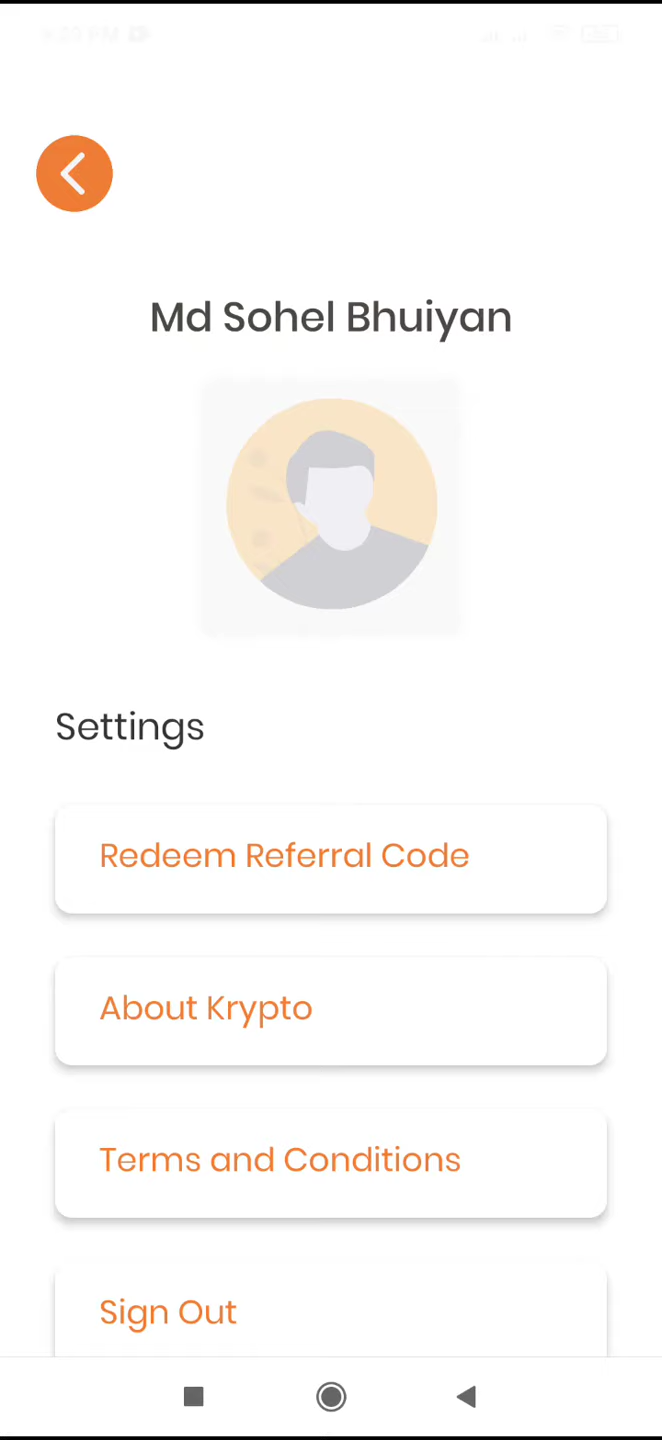 Md Sohel Bhuiyan
Settings
Redeem Referral Code
About Krypto
Terms and Conditions
Sign Out